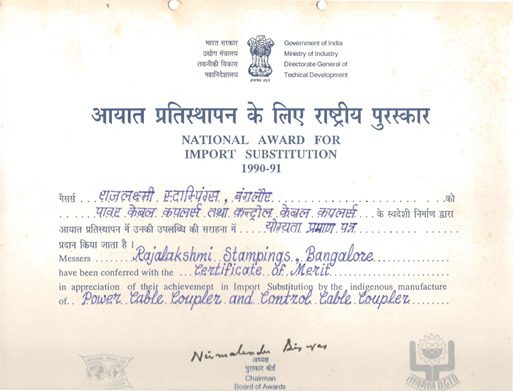 भारत सरकार
उद्योग मंत्रालय
तकनीकी विकास
महानिदेशालय
Government of India
Ministry of Industry
Directorate General of
Techical Development
आयात प्रतिस्थापन के लिए राष्ट्रीय पुरस्कार
NATIONAL AWARD FOR
IMPORT SUBSTITUTION
1990-91
मैसर्स ...राजलक्ष्मी स्टाम्पिंग्स, बंगलौर...को
...पावर केबल कपलर्स तथा कन्ट्रोल केबल कपलर्स...के स्वदेशी निर्माण द्वारा
आयात प्रतिस्थापन में उनकी उपलब्धि की सराहना में...योग्यता प्रमाण पत्र...
प्रदान किया जाता है।
Messers ...Rajalakshmi Stampings, Bangalore...
have been conferred with the ...Certificate of Merit...
in appreciation of their achievement in Import Substitution by the indigenous manufacture
of..Power Cable Coupler and Control Cable Coupler...
Nirmalendu Biswas
अध्यक्ष
पुरस्कार बोर्ड
Chairman
Board of Awards